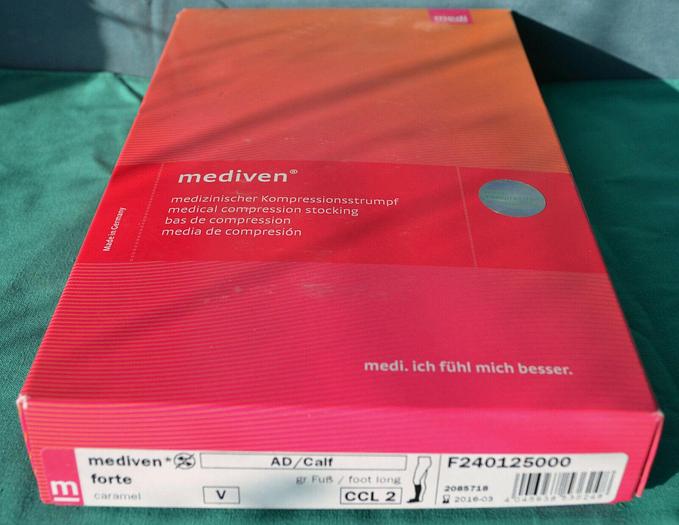 medi
mediven®
medizinischer Kompressionsstrumpf
medical compression stocking
bas de compression
media de compresión
Made in Germany
medi. ich fühl mich besser.
m
mediven®
AD/Calf
F240125000
forte
gr Fuß / foot long
caramel
V
CCL 2
2085718
2016-03